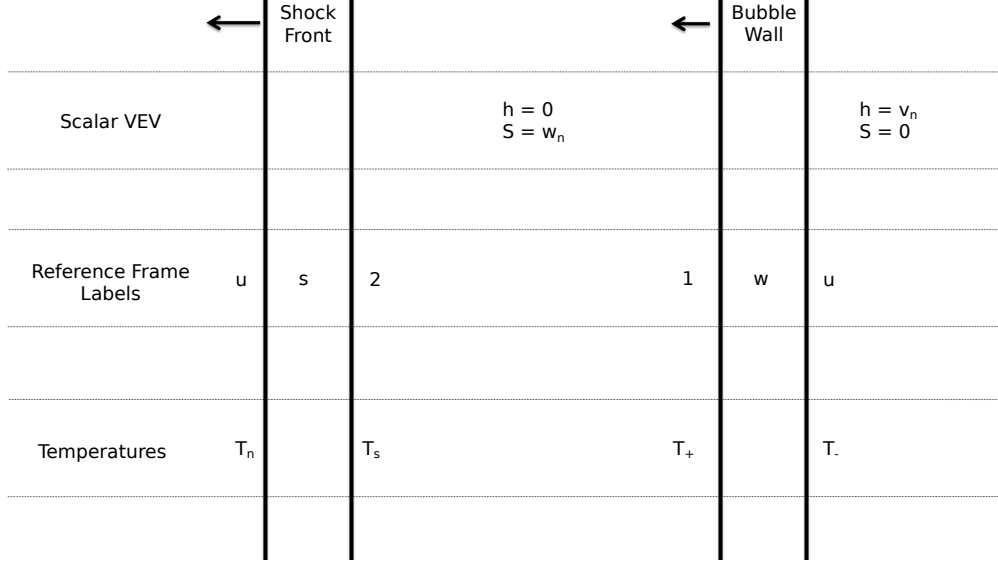 Shock
Front
Bubble
Wall
Scalar VEV
h = 0
S = wₙ
h = vₙ
S = 0
Reference Frame
Labels
u
s
2
1
w
u
Temperatures
Tₙ
Tₛ
T₊
T₋